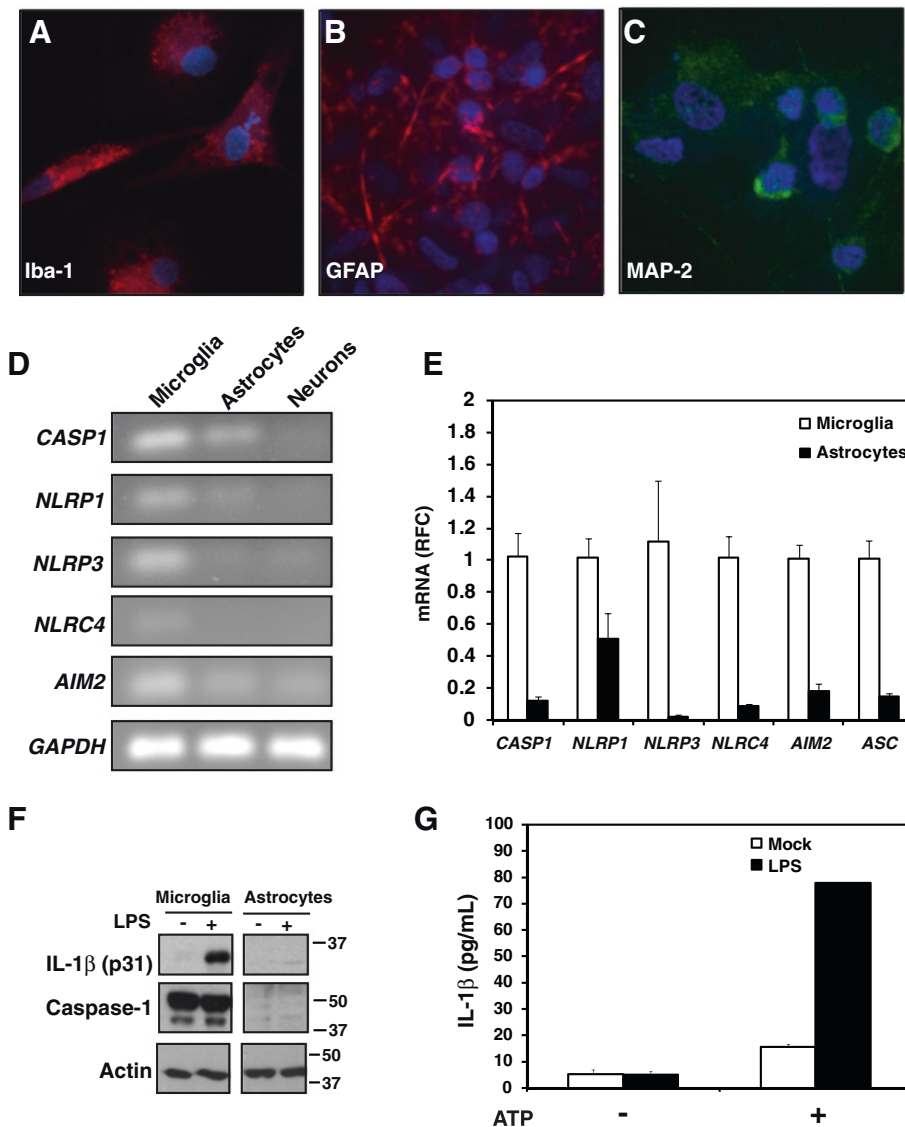 A
B
C
Iba-1
GFAP
MAP-2
D
Microglia
Astrocytes
Neurons
CASP1
NLRP1
NLRP3
NLRC4
AIM2
GAPDH
E
2
1.8
1.6
1.4
1.2
1
0.8
0.6
0.4
0.2
0
mRNA (RFC)
Microglia
Astrocytes
CASP1 NLRP1 NLRP3 NLRC4 AIM2 ASC
F
Microglia Astrocytes
LPS - + - +
IL-1β (p31)
37
Caspase-1
50
37
Actin
50
37
G
100
90
80
70
60
50
40
30
20
10
0
IL-1β (pg/mL)
Mock
LPS
ATP - +